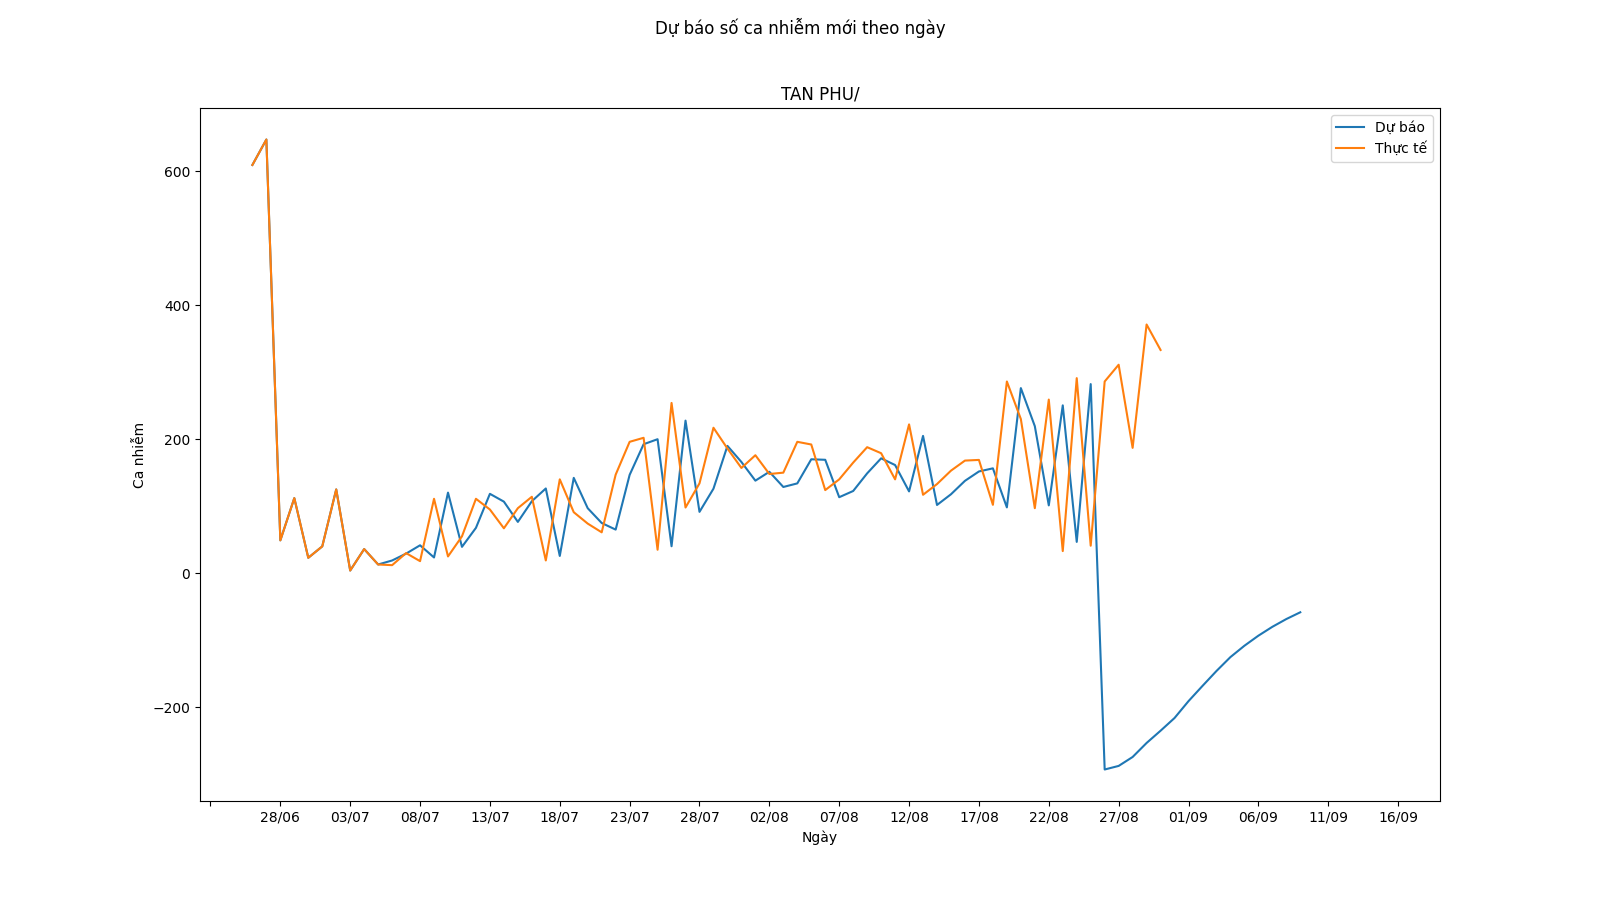 Dự báo số ca nhiễm mới theo ngày
TAN PHU/
Dự báo
Thực tế
600
400
200
0
−200
Ca nhiễm
28/06 03/07 08/07 13/07 18/07 23/07 28/07 02/08 07/08 12/08 17/08 22/08 27/08 01/09 06/09 11/09 16/09
Ngày